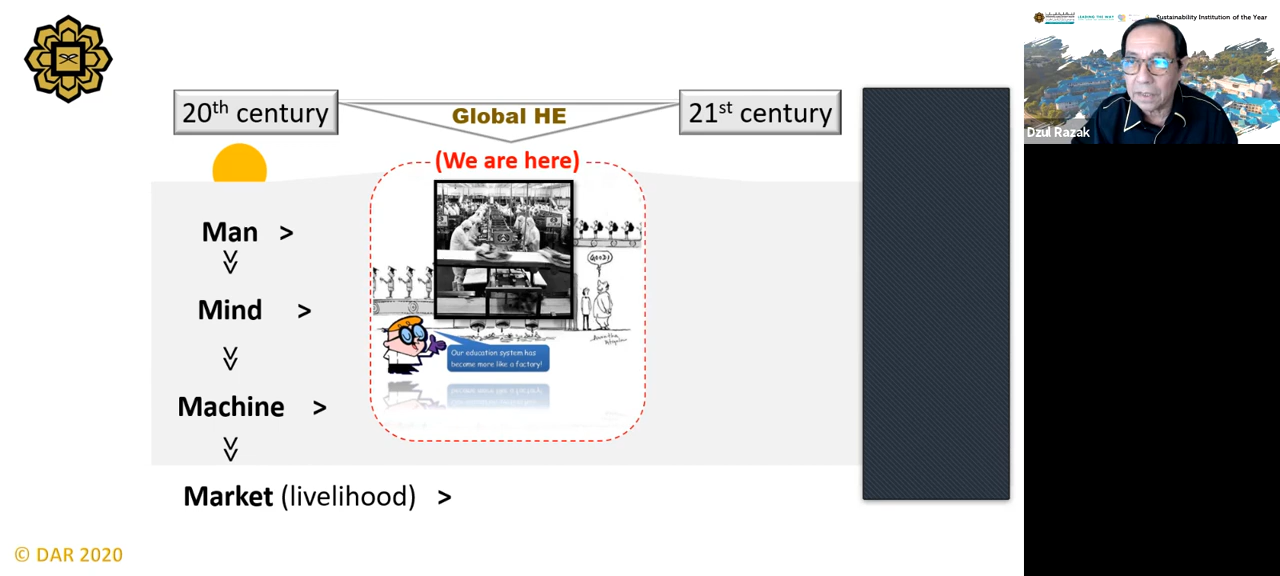 20th century
Global HE
21st century
(We are here)
Man >
Mind >
Machine >
Market (livelihood) >
GOOD!
Our education system has
become more like a factory!
© DAR 2020
LEADING THE WAY
Sustainability Institution of the Year
Dzul Razak